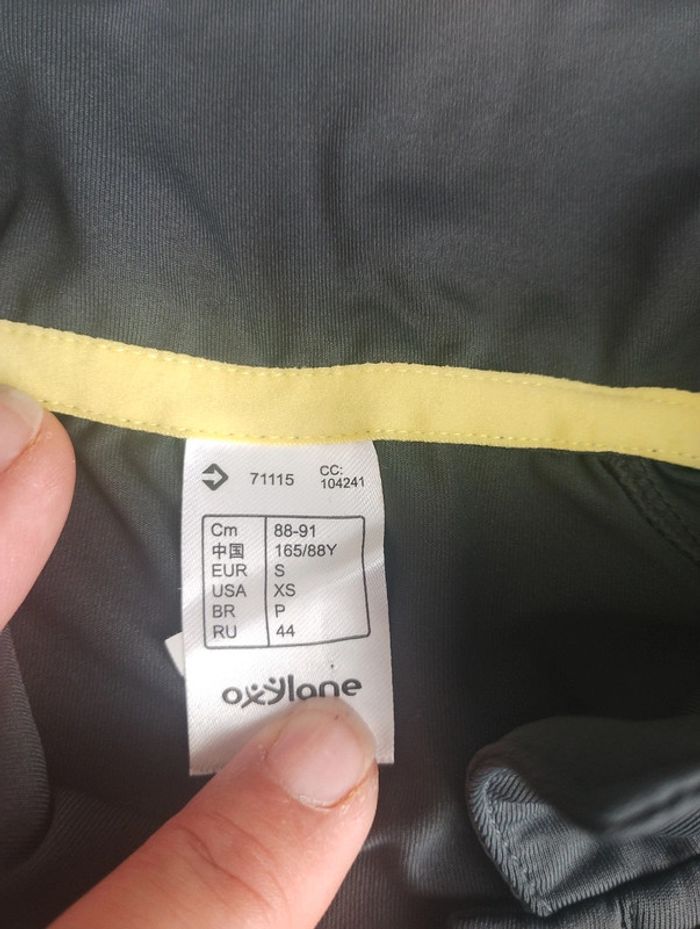 71115 CC:
104241
Cm 88-91
中国 165/88Y
EUR S
USA XS
BR P
RU 44
oxylane